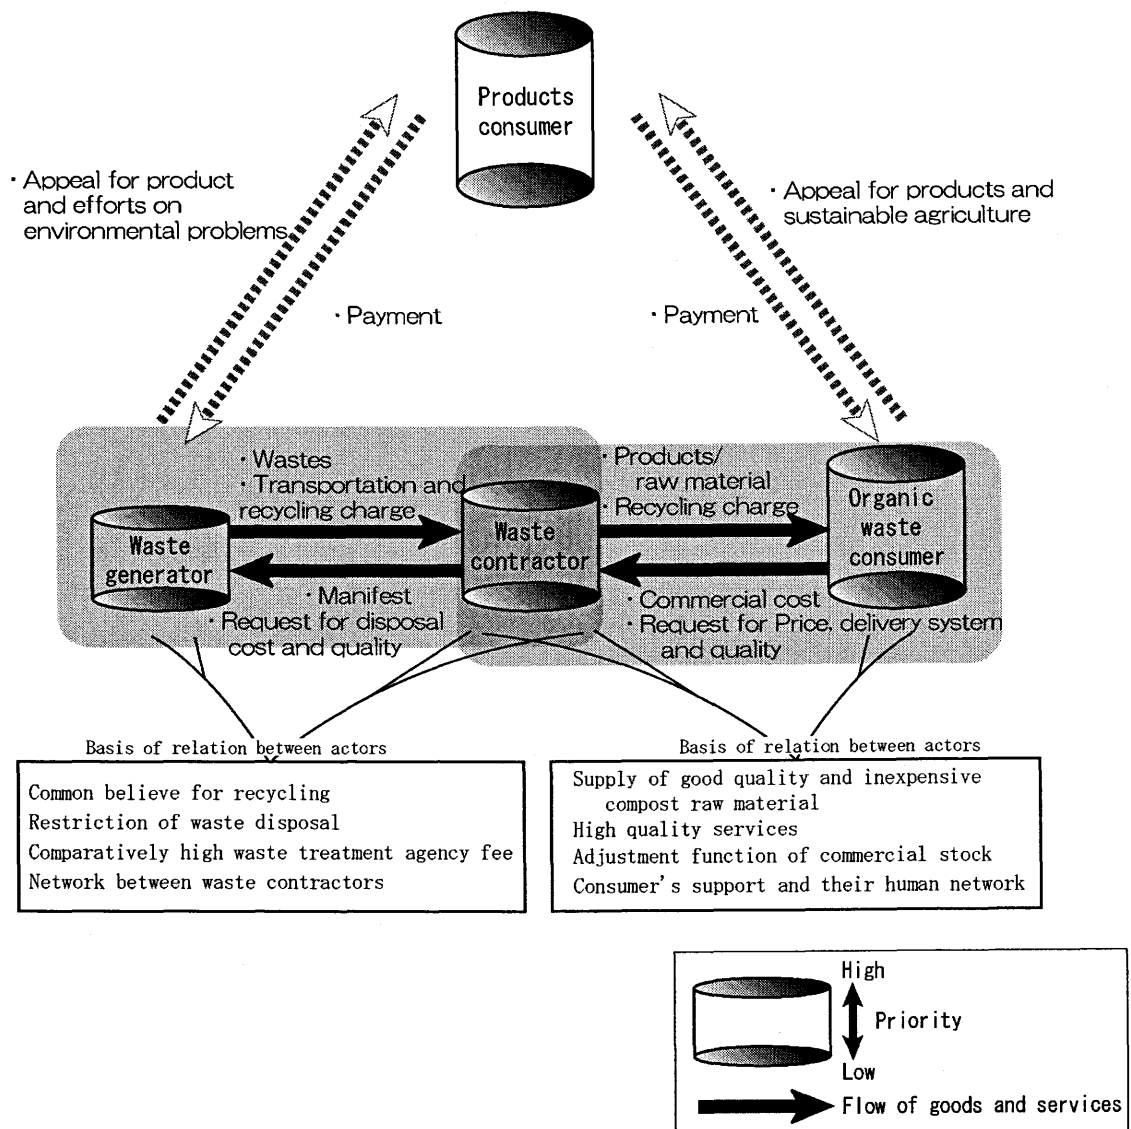 Products
consumer
· Appeal for product
and efforts on
environmental problems
· Appeal for products and
sustainable agriculture
· Payment
· Payment
· Wastes
· Transportation and
recycling charge
· Products/
raw material
· Recycling charge
Waste
generator
Waste
contractor
Organic
waste
consumer
· Manifest
· Request for disposal
cost and quality
· Commercial cost
· Request for Price, delivery system
and quality
Basis of relation between actors
Common believe for recycling
Restriction of waste disposal
Comparatively high waste treatment agency fee
Network between waste contractors
Basis of relation between actors
Supply of good quality and inexpensive
compost raw material
High quality services
Adjustment function of commercial stock
Consumer's support and their human network
High
Priority
Low
Flow of goods and services